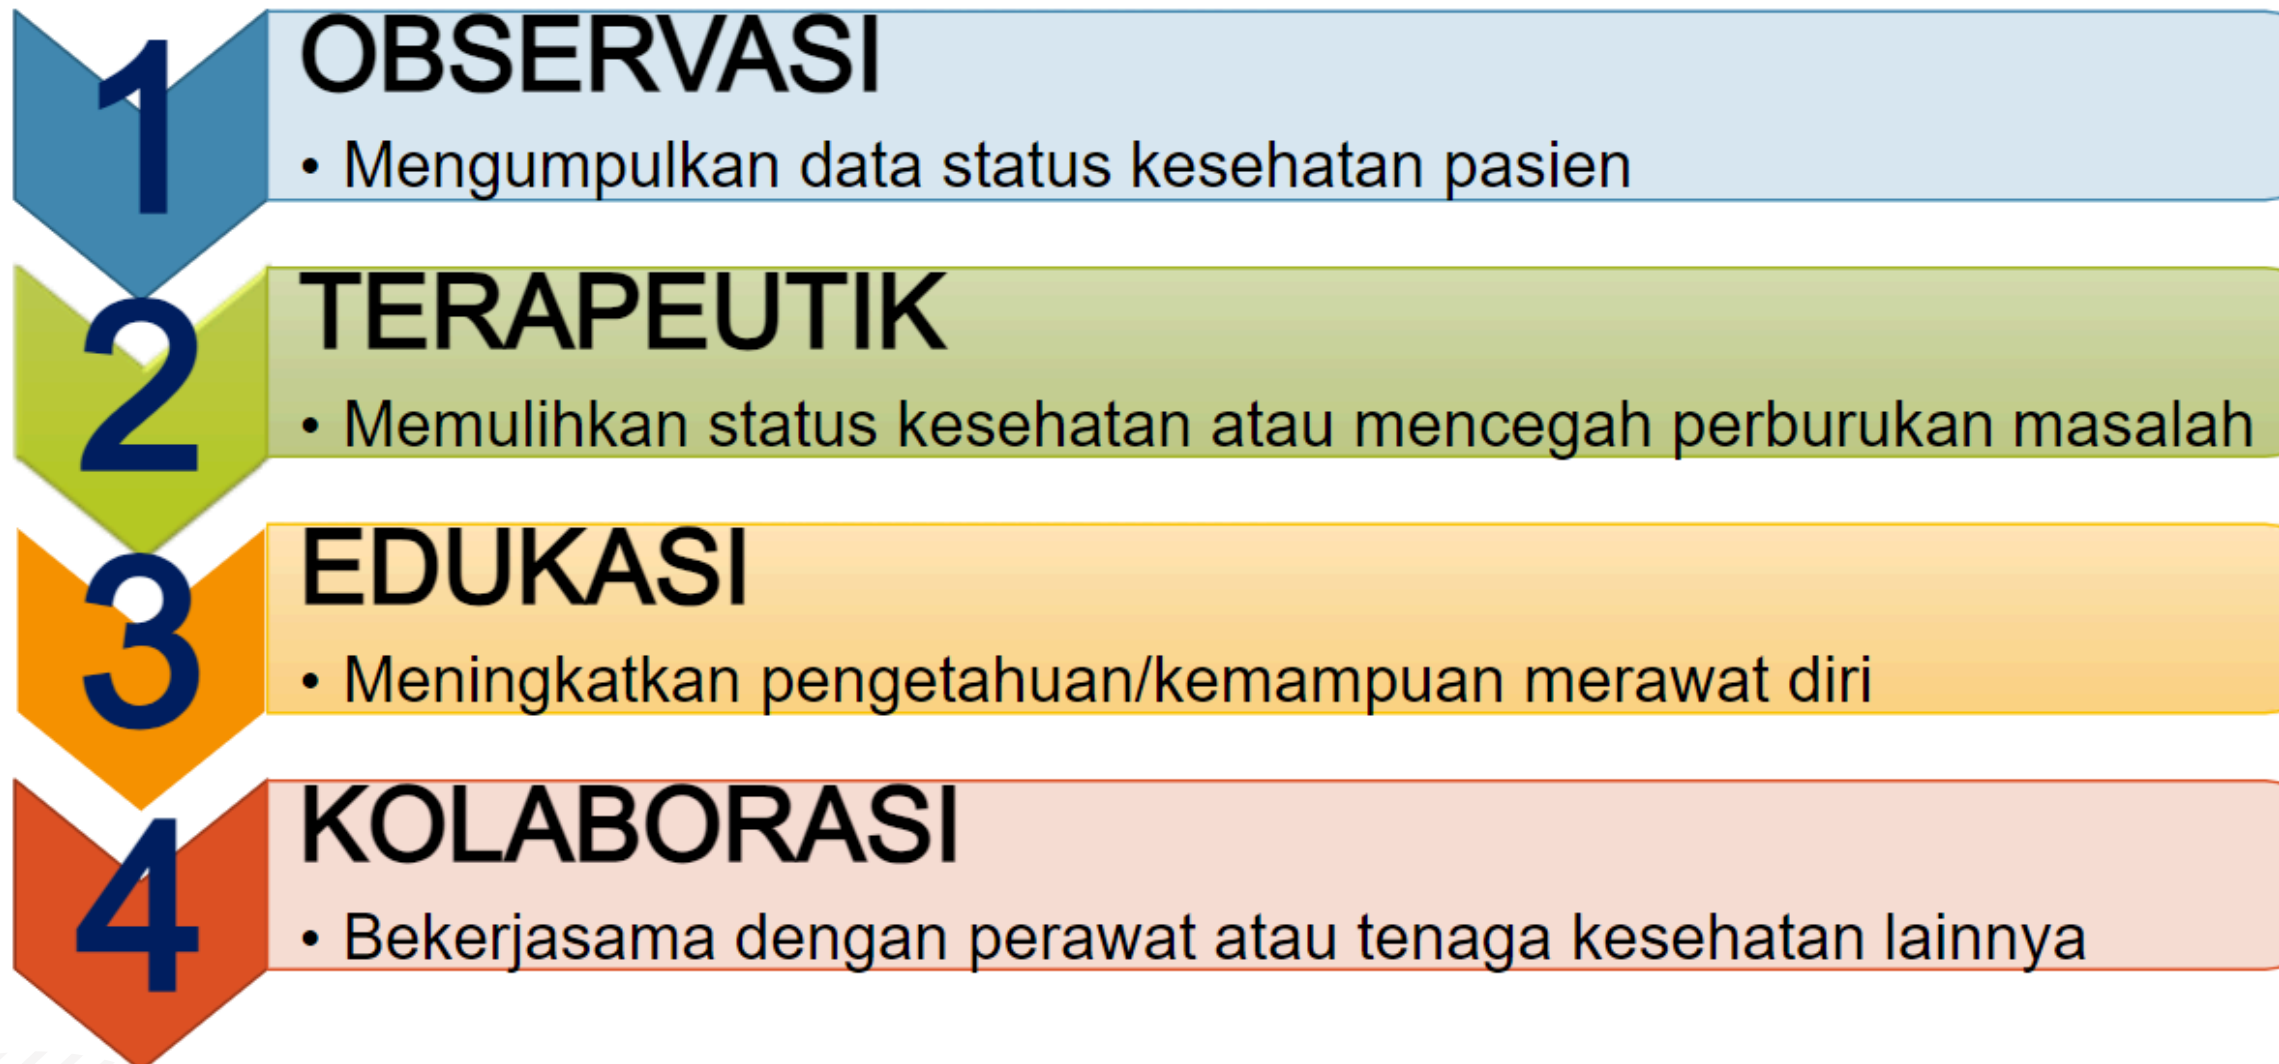 1
OBSERVASI
• Mengumpulkan data status kesehatan pasien
2
TERAPEUTIK
• Memulihkan status kesehatan atau mencegah perburukan masalah
3
EDUKASI
• Meningkatkan pengetahuan/kemampuan merawat diri
4
KOLABORASI
• Bekerjasama dengan perawat atau tenaga kesehatan lainnya